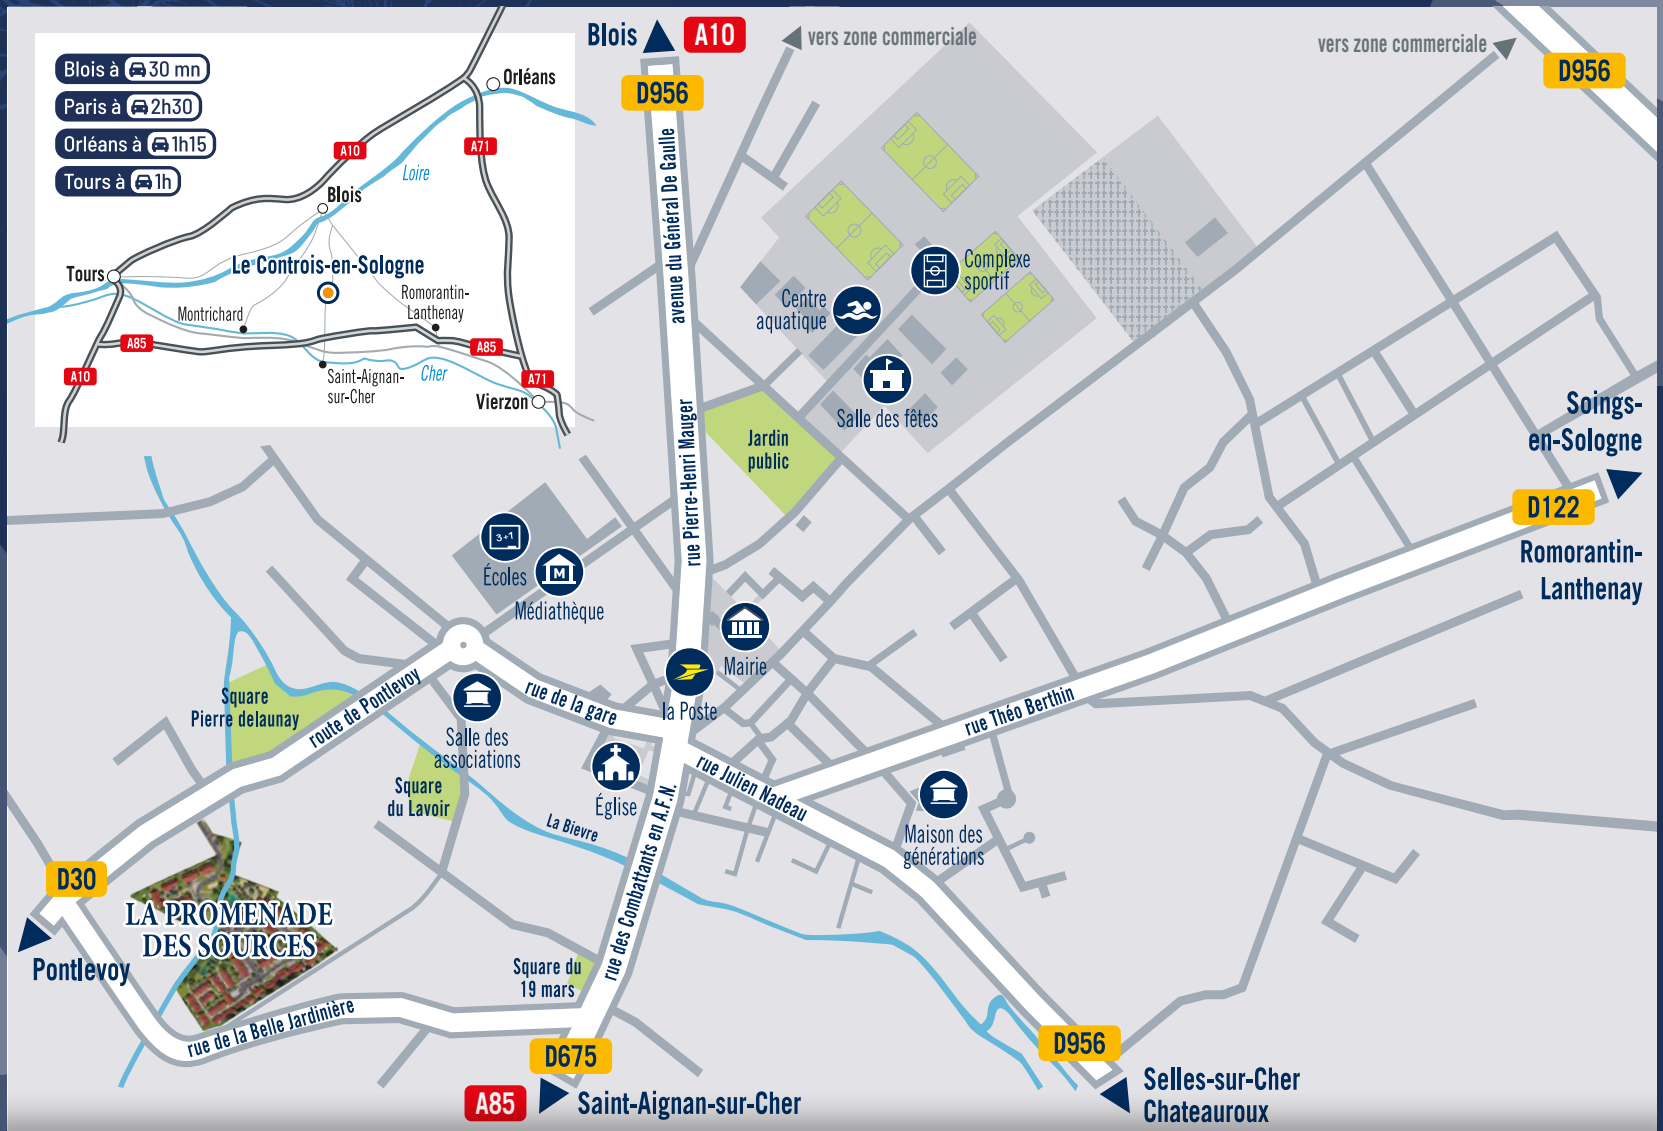 Blois à 30 mn
Paris à 2h30
Orléans à 1h15
Tours à 1h
Orléans
A10
A71
Loire
Blois
Tours
Le Controis-en-Sologne
Montrichard
Romorantin-
Lanthenay
A85
A85
A10
Saint-Aignan-
sur-Cher
Cher
A71
Vierzon
Blois
A10
vers zone commerciale
vers zone commerciale
D956
D956
avenue du Général De Gaulle
Complexe
sportif
Centre
aquatique
Salle des fêtes
Jardin
public
rue Pierre-Henri Mauger
Soings-
en-Sologne
D122
Romorantin-
Lanthenay
3+1
Écoles
M
Médiathèque
Mairie
la Poste
Square
Pierre delaunay
route de Pontlevoy
rue de la gare
Salle des
associations
Square
du Lavoir
Église
La Bievre
rue Théo Berthin
rue Julien Nadeau
Maison des
générations
rue des Combattants en A.F.N.
D30
LA PROMENADE
DES SOURCES
Pontlevoy
Square du
19 mars
rue de la Belle Jardinière
D675
A85
Saint-Aignan-sur-Cher
D956
Selles-sur-Cher
Chateauroux